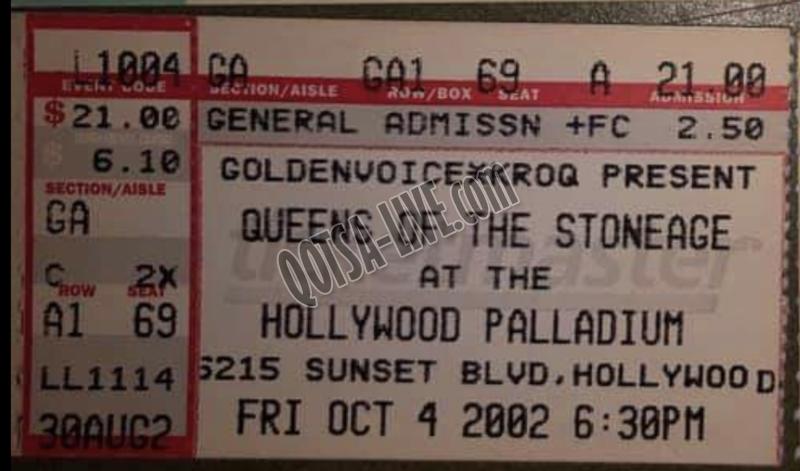 L1004 GA GA1 69 A 21.00
EVENT CODE SECTION/AISLE ROW/BOX SEAT ADMISSION
$21.00 GENERAL ADMISSN +FC 2.50
$ 6.10 GOLDENVOICE*KROQ PRESENT
SECTION/AISLE
GA QUEENS OF THE STONEAGE
C 2X AT THE
ROW SEAT
A1 69 HOLLYWOOD PALLADIUM
LL1114 6215 SUNSET BLVD.HOLLYWOOD
30AUG2 FRI OCT 4 2002 6:30PM
ticketmaster
QOTSA-LIVE.com